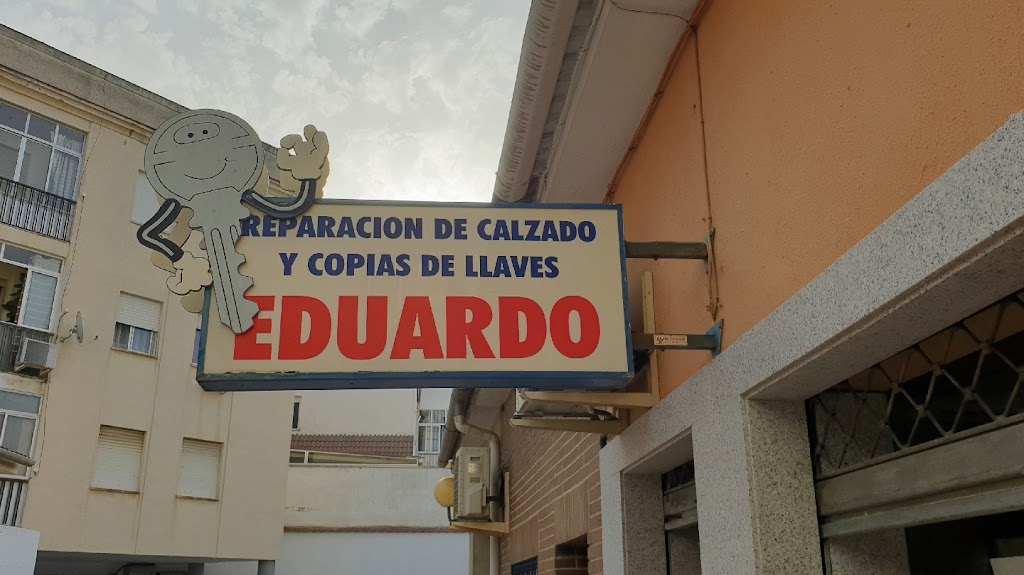 REPARACION DE CALZADO
Y COPIAS DE LLAVES
EDUARDO